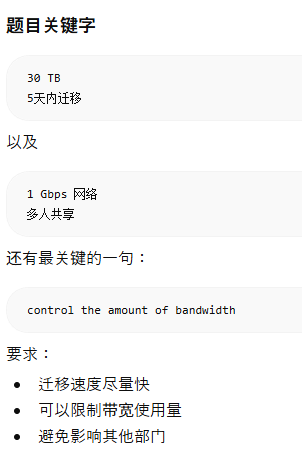 题目关键字
30 TB
5天内迁移
以及
1 Gbps 网络
多人共享
还有最关键的一句：
control the amount of bandwidth
要求：
迁移速度尽量快
可以限制带宽使用量
避免影响其他部门